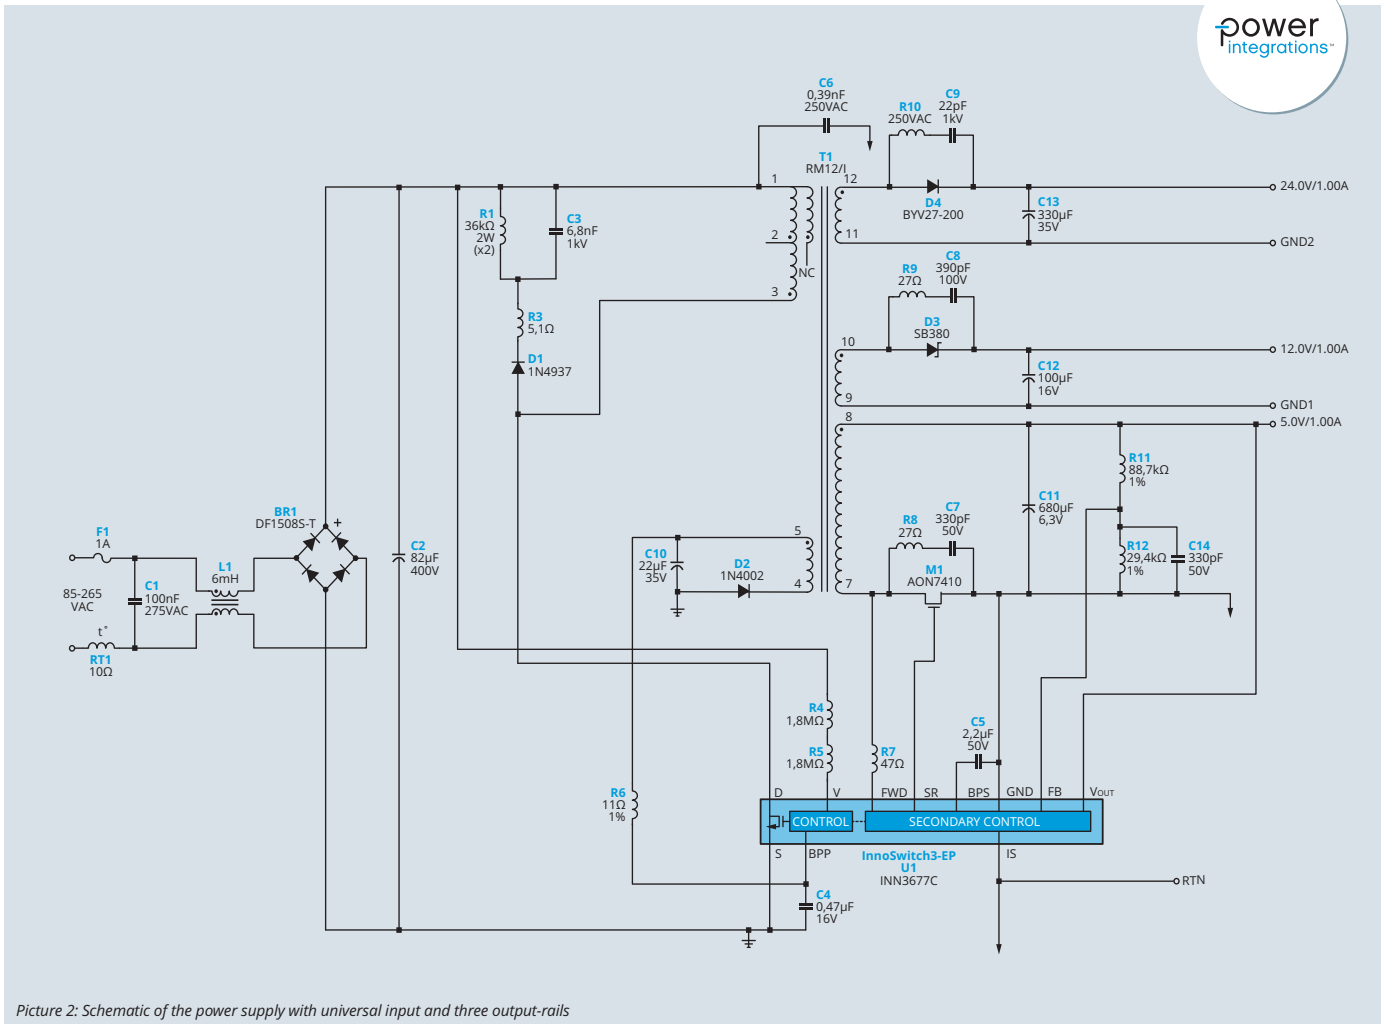 power
integrations™
C6
0,39nF
250VAC
R10
250VAC
C9
22pF
1kV
T1
RM12/I
1
12
D4
BYV27-200
C13
330µF
35V
24.0V/1.00A
2
11
GND2
NC
3
R1
36kΩ
2W
(x2)
C3
6,8nF
1kV
R3
5,1Ω
D1
1N4937
R9
27Ω
C8
390pF
100V
D3
SB380
10
12.0V/1.00A
C12
100µF
16V
9
GND1
8
5.0V/1.00A
R11
88,7kΩ
1%
C11
680µF
6,3V
R12
29,4kΩ
1%
C14
330pF
50V
R8
27Ω
C7
330pF
50V
M1
AON7410
7
5
4
C10
22µF
35V
D2
1N4002
BR1
DF1508S-T
+
F1
1A
C1
100nF
275VAC
L1
6mH
85-265
VAC
t°
RT1
10Ω
C2
82µF
400V
R4
1,8MΩ
R5
1,8MΩ
R7
47Ω
C5
2,2µF
50V
R6
11Ω
1%
D
V
FWD
SR
BPS
GND
FB
VOUT
CONTROL
SECONDARY CONTROL
S
BPP
InnoSwitch3-EP
U1
INN3677C
IS
RTN
C4
0,47µF
16V
Picture 2: Schematic of the power supply with universal input and three output-rails